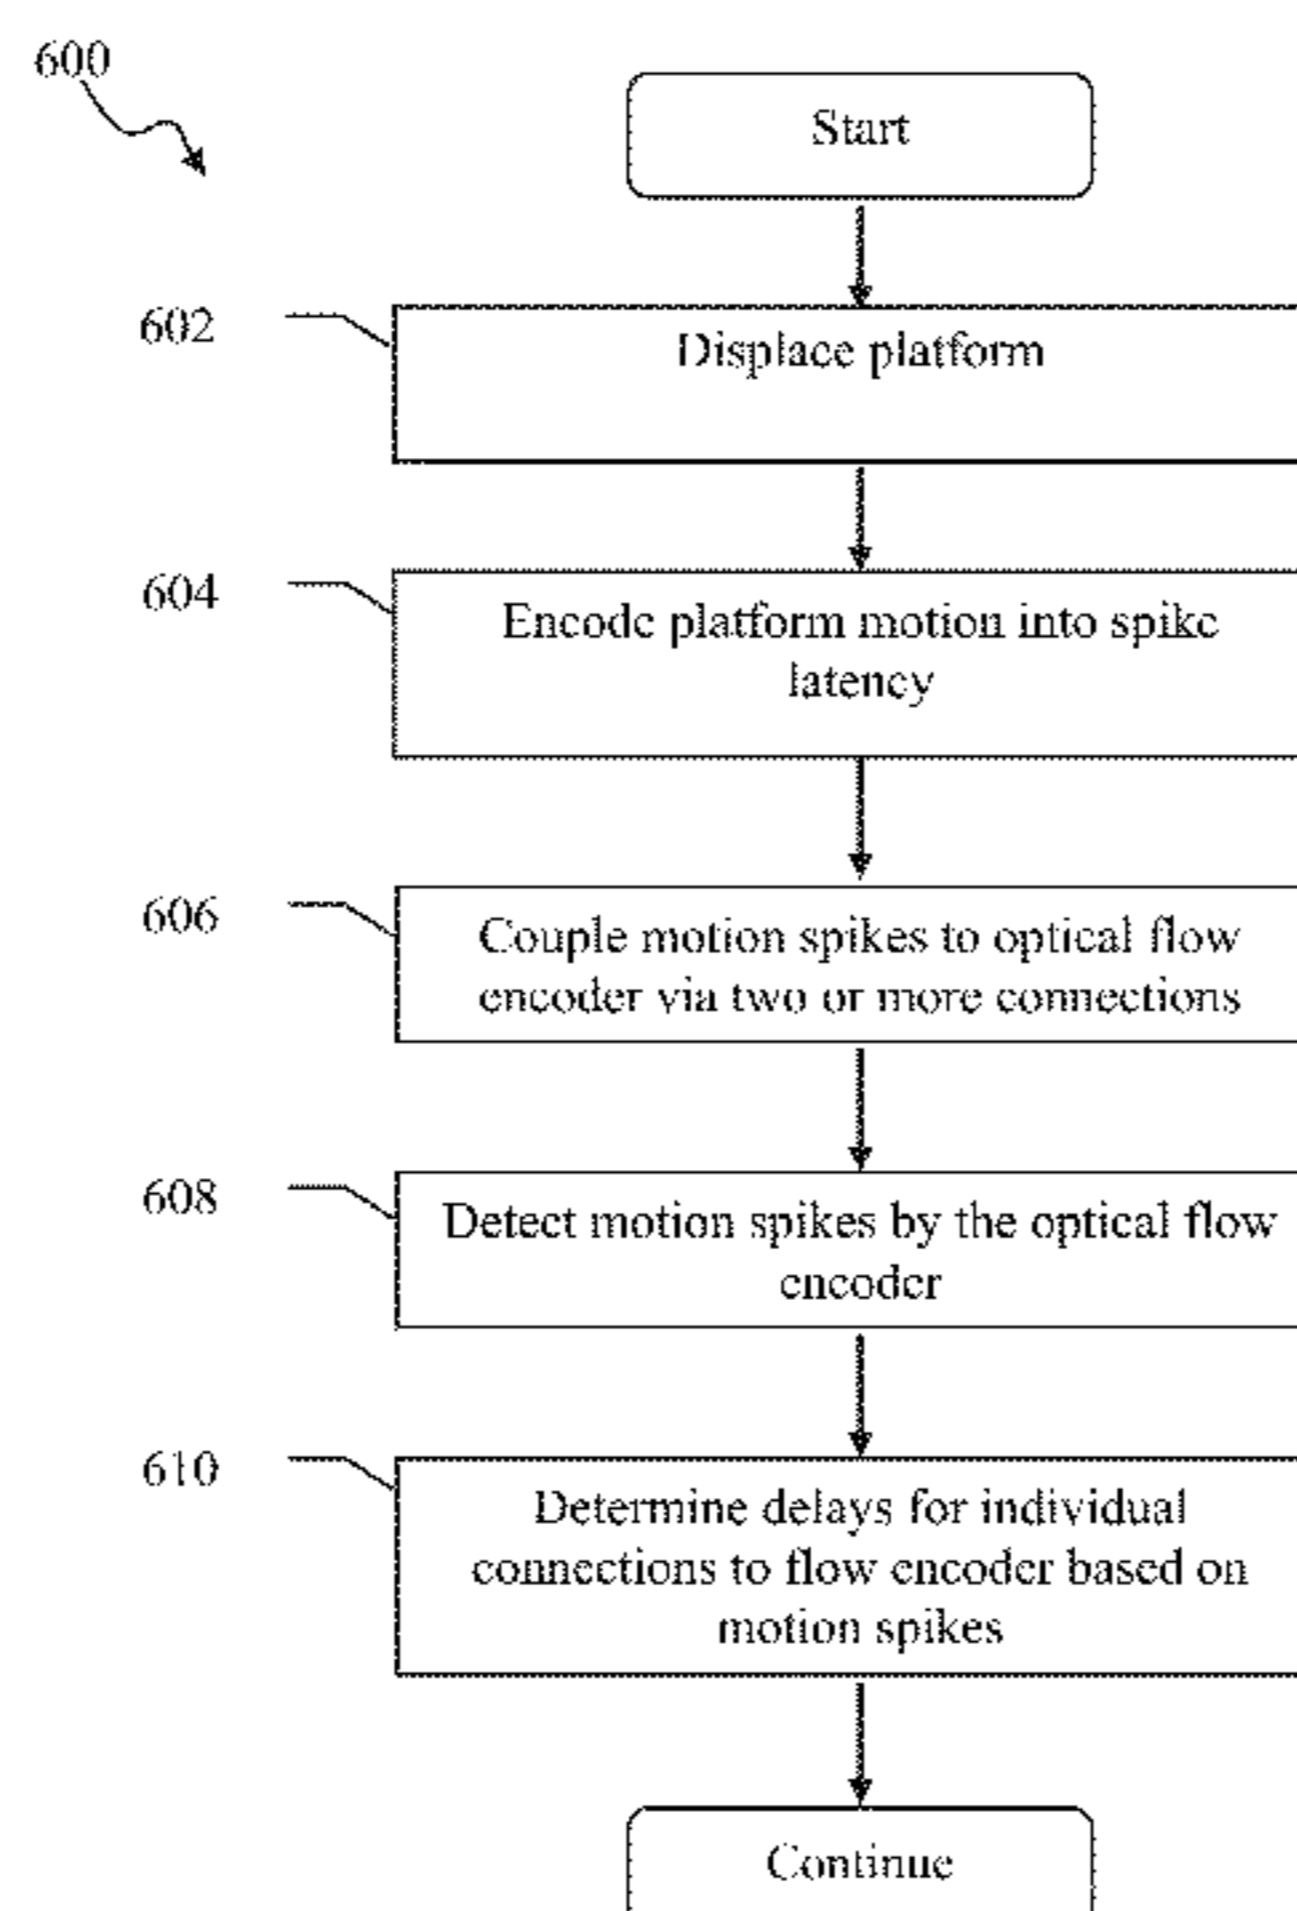 600
Start
602
Displace platform
604
Encode platform motion into spike
latency
606
Couple motion spikes to optical flow
encoder via two or more connections
608
Detect motion spikes by the optical flow
encoder
610
Determine delays for individual
connections to flow encoder based on
motion spikes
Continue